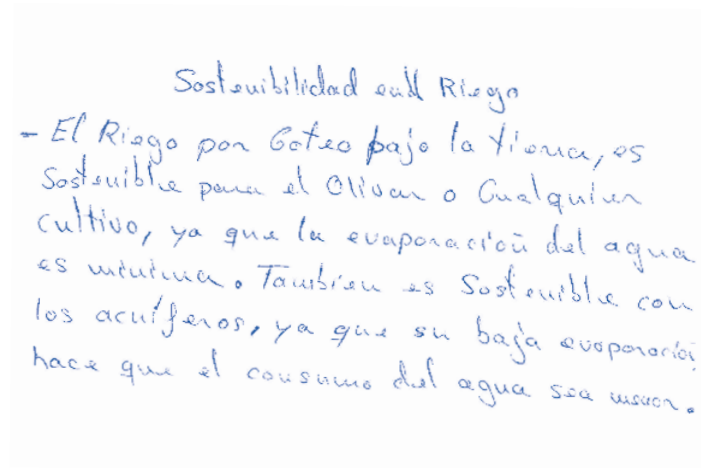 Sostenibilidad en el Riego
- El Riego por Goteo bajo la tierra, es
Sostenible para el Olivar o Cualquier
cultivo, ya que la evaporación del agua
es minima. Tambien es Sostenible con
los acuíferos, ya que su baja evaporación
hace que el consumo del agua sea menor.